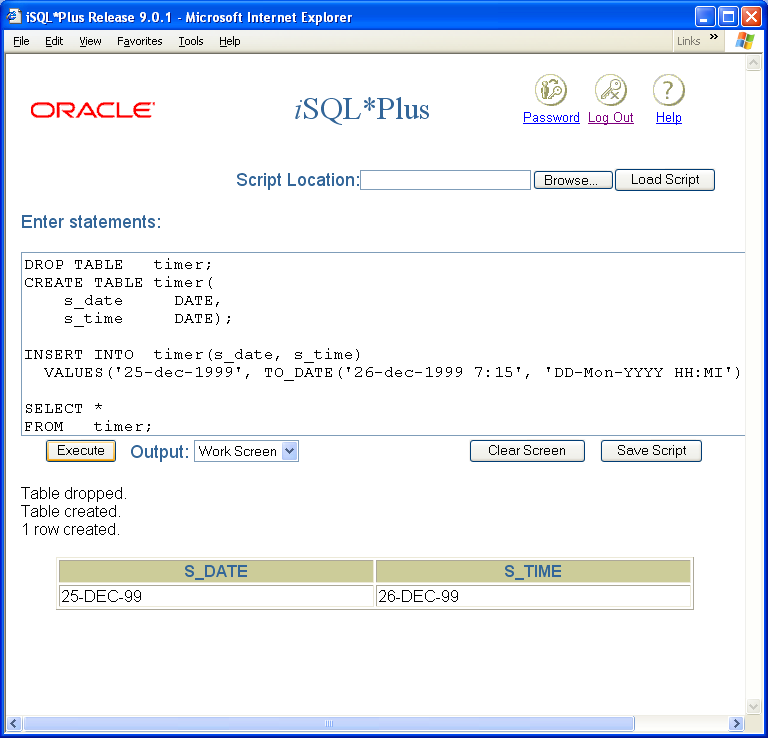 iSQL*Plus Release 9.0.1 - Microsoft Internet Explorer
File Edit View Favorites Tools Help Links »
ORACLE
iSQL*Plus
Password Log Out Help
Script Location: Browse... Load Script
Enter statements:
DROP TABLE   timer;
CREATE TABLE timer(
    s_date     DATE,
    s_time     DATE);
INSERT INTO  timer(s_date, s_time)
  VALUES('25-dec-1999', TO_DATE('26-dec-1999 7:15', 'DD-Mon-YYYY HH:MI')
SELECT *
FROM   timer;
Execute Output: Work Screen Clear Screen Save Script
Table dropped.
Table created.
1 row created.
S_DATE S_TIME
25-DEC-99 26-DEC-99